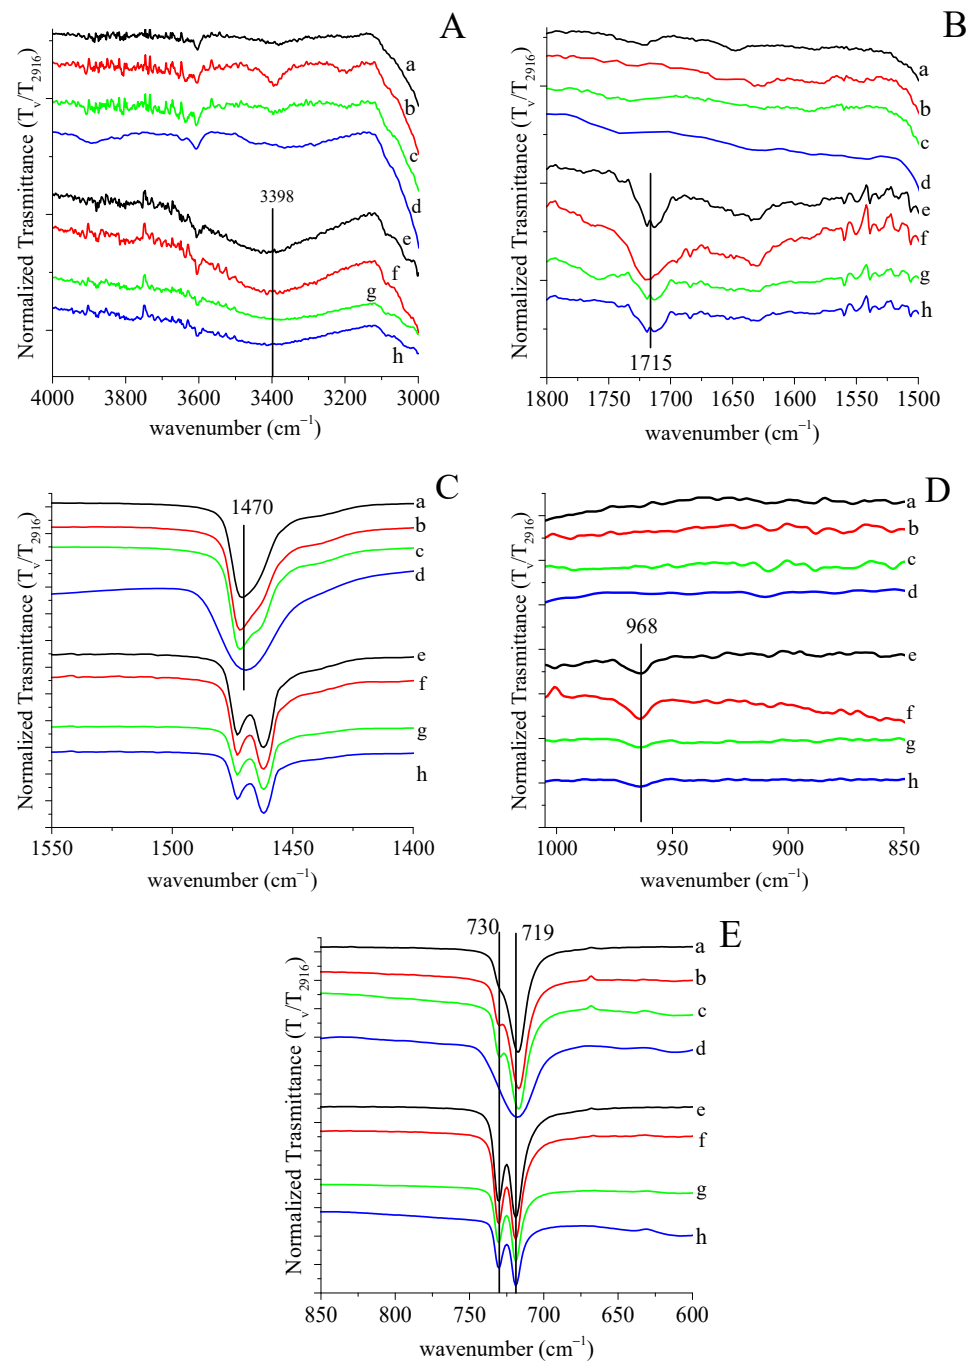 A
Normalized Trasmittance (Tv/T2916)
a
b
c
d
3398
e
f
g
h
4000 3800 3600 3400 3200 3000
wavenumber (cm−1)
B
Normalized Trasmittance (Tv/T2916)
a
b
c
d
e
f
g
h
1715
1800 1750 1700 1650 1600 1550 1500
wavenumber (cm−1)
C
Normalized Trasmittance (Tv/T2916)
1470
a
b
c
d
e
f
g
h
1550 1500 1450 1400
wavenumber (cm−1)
D
Normalized Trasmittance (Tv/T2916)
a
b
c
d
968
e
f
g
h
1000 950 900 850
wavenumber (cm−1)
E
Normalized Trasmittance (Tv/T2916)
730 719
a
b
c
d
e
f
g
h
850 800 750 700 650 600
wavenumber (cm−1)